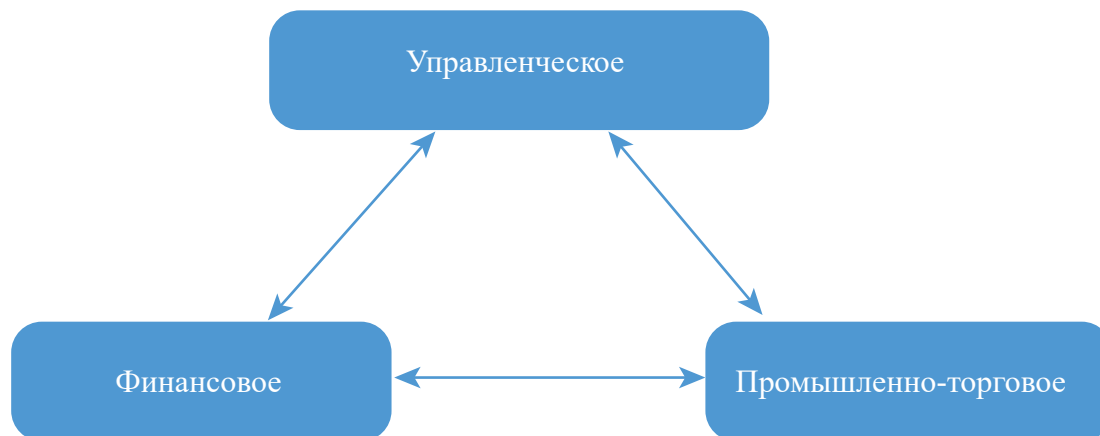 Управленческое
Финансовое
Промышленно-торговое